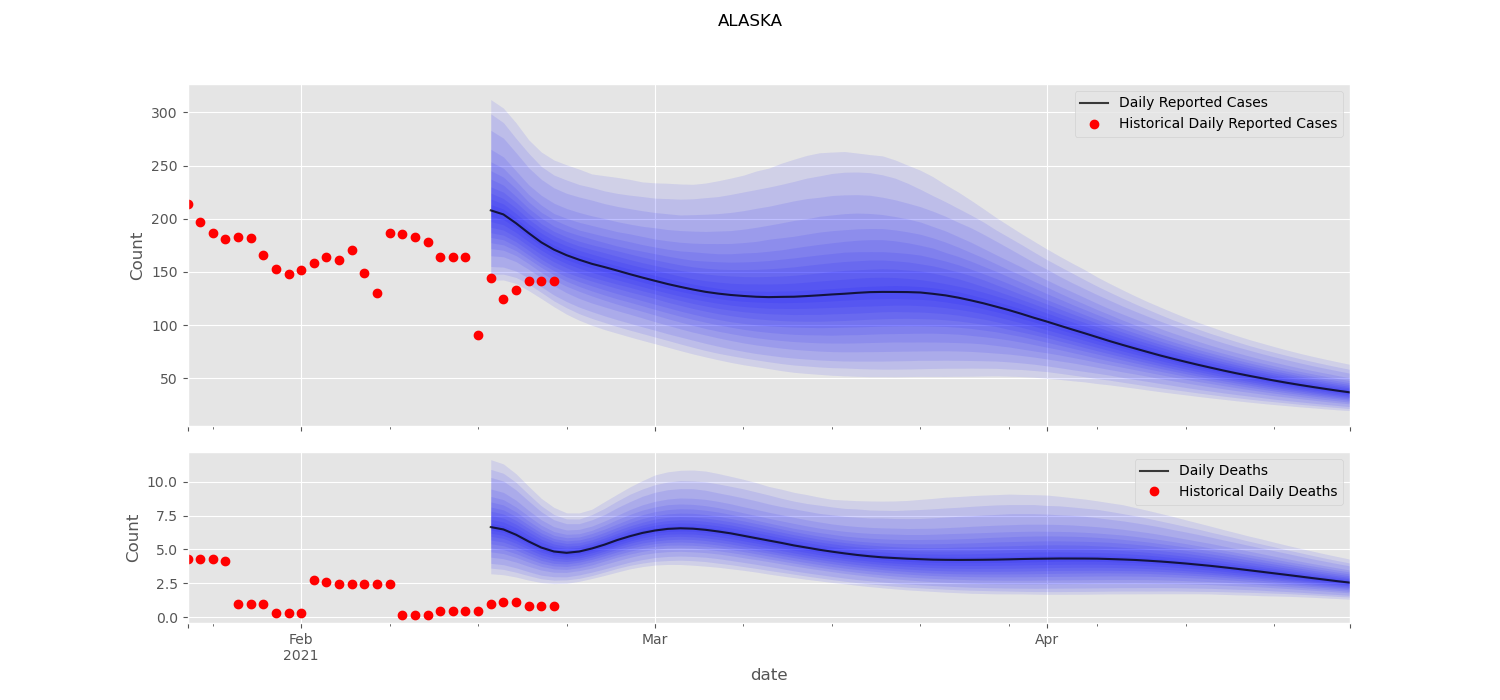 ALASKA
Daily Reported Cases
Historical Daily Reported Cases
300
250
200
150
100
50
Count
Daily Deaths
Historical Daily Deaths
10.0
7.5
5.0
2.5
0.0
Count
Feb
2021
Mar
Apr
date